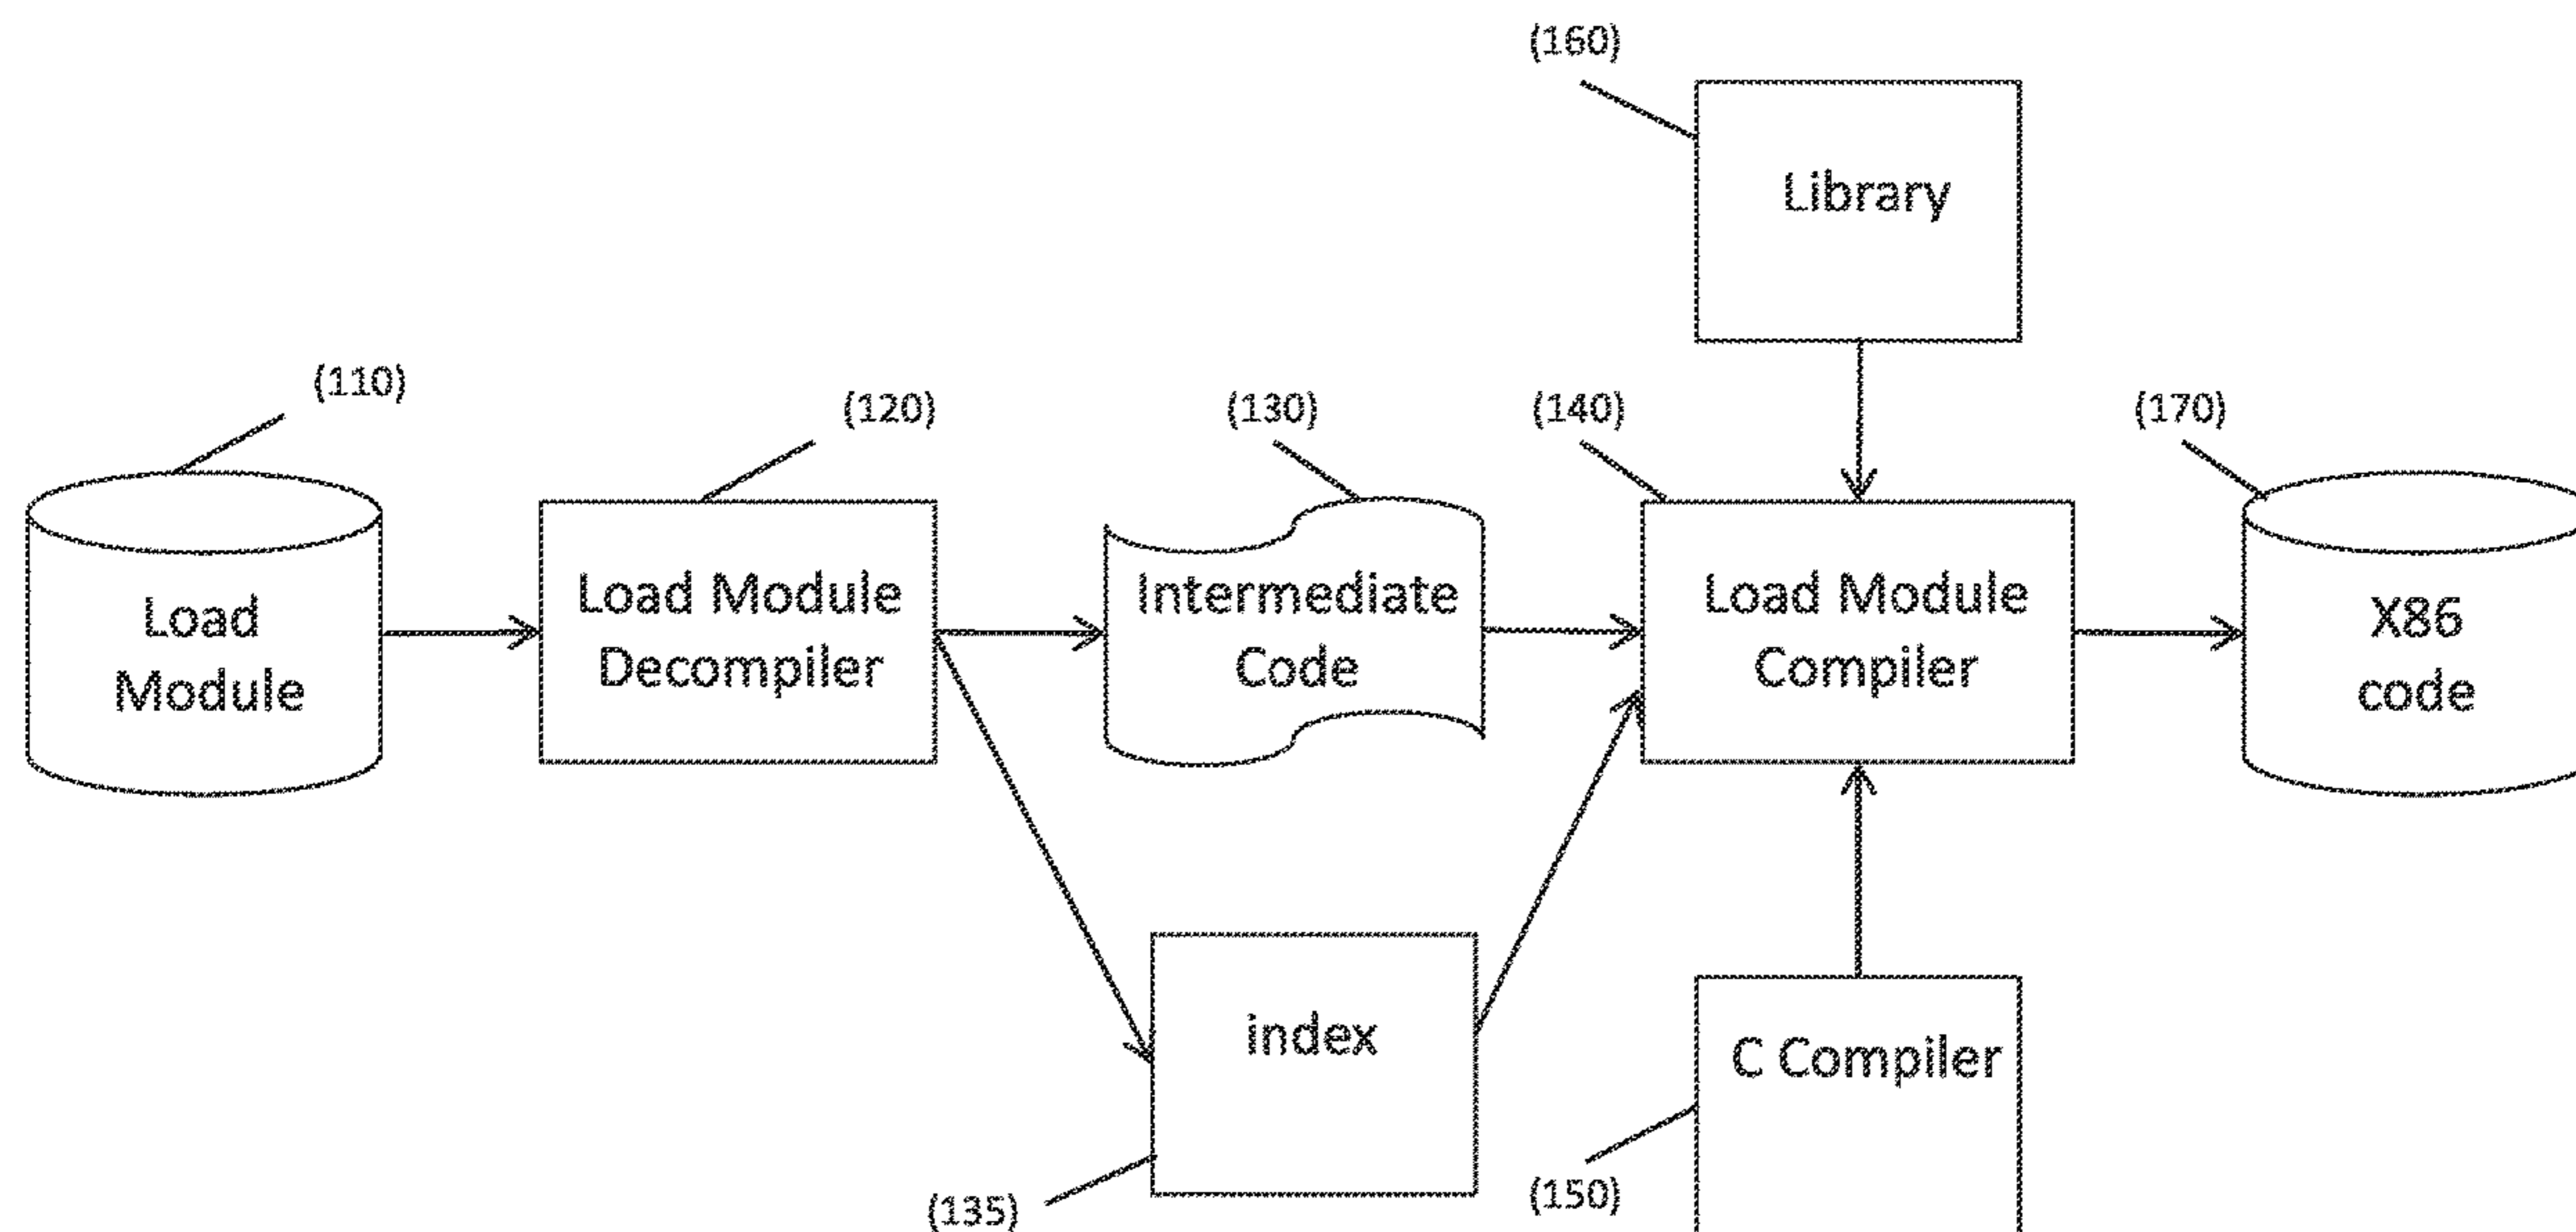 (160)
Library
(110)
(120)
(130)
(140)
(170)
Load
Module
Load Module
Decompiler
Intermediate
Code
Load Module
Compiler
X86
code
index
C Compiler
(135)
(150)